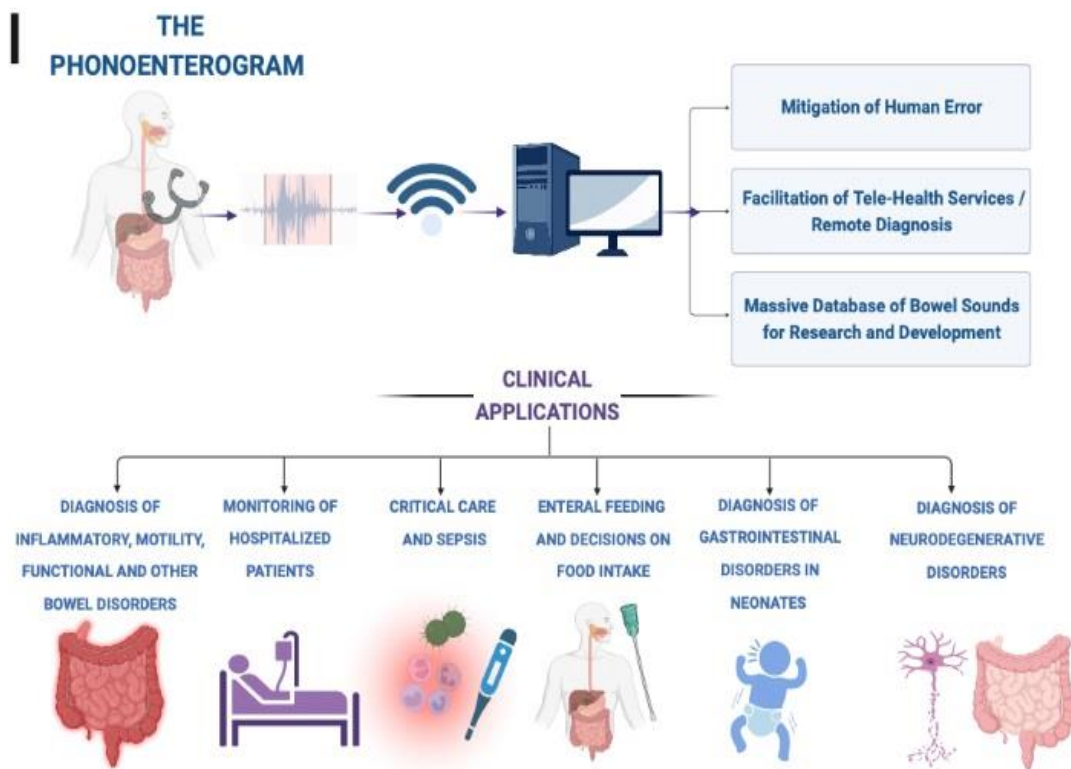 THE
PHONOENTEROGRAM
Mitigation of Human Error
Facilitation of Tele-Health Services /
Remote Diagnosis
Massive Database of Bowel Sounds
for Research and Development
CLINICAL
APPLICATIONS
DIAGNOSIS OF
INFLAMMATORY, MOTILITY,
FUNCTIONAL AND OTHER
BOWEL DISORDERS
MONITORING OF
HOSPITALIZED
PATIENTS
CRITICAL CARE
AND SEPSIS
ENTERAL FEEDING
AND DECISIONS ON
FOOD INTAKE
DIAGNOSIS OF
GASTROINTESTINAL
DISORDERS IN
NEONATES
DIAGNOSIS OF
NEURODEGENERATIVE
DISORDERS